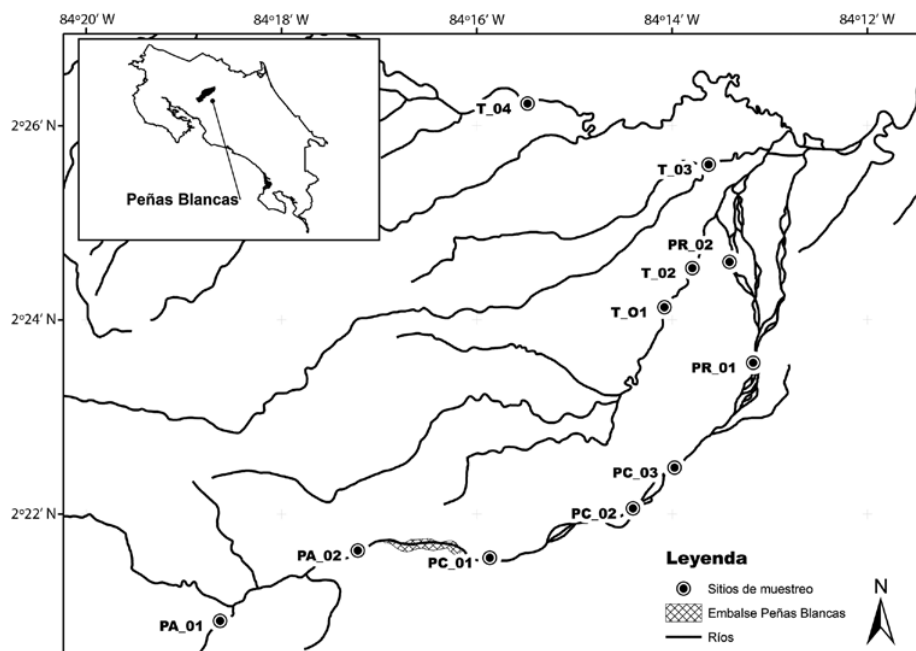 84°20′ W
84°18′ W
84°16′ W
84°14′ W
84°12′ W
2°26′ N
2°24′ N
2°22′ N
Peñas Blancas
T_04
T_03
PR_02
T_02
T_O1
PR_01
PC_03
PC_02
PA_02
PC_01
PA_01
Leyenda
Sitios de muestreo
Embalse Peñas Blancas
Ríos
N